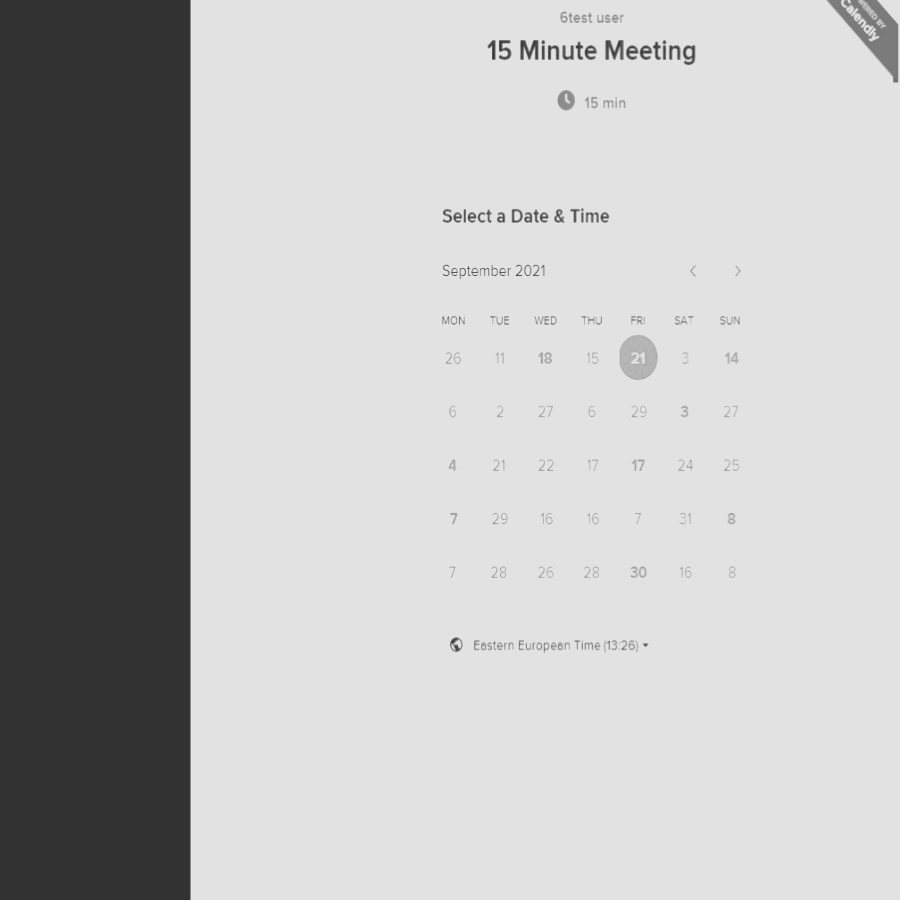 POWERED BY
Calendly
6test user
15 Minute Meeting
15 min
Select a Date & Time
September 2021
MON TUE WED THU FRI SAT SUN
26 11 18 15 21 3 14
6 2 27 6 29 3 27
4 21 22 17 17 24 25
7 29 16 16 7 31 8
7 28 26 28 30 16 8
Eastern European Time (13:26)